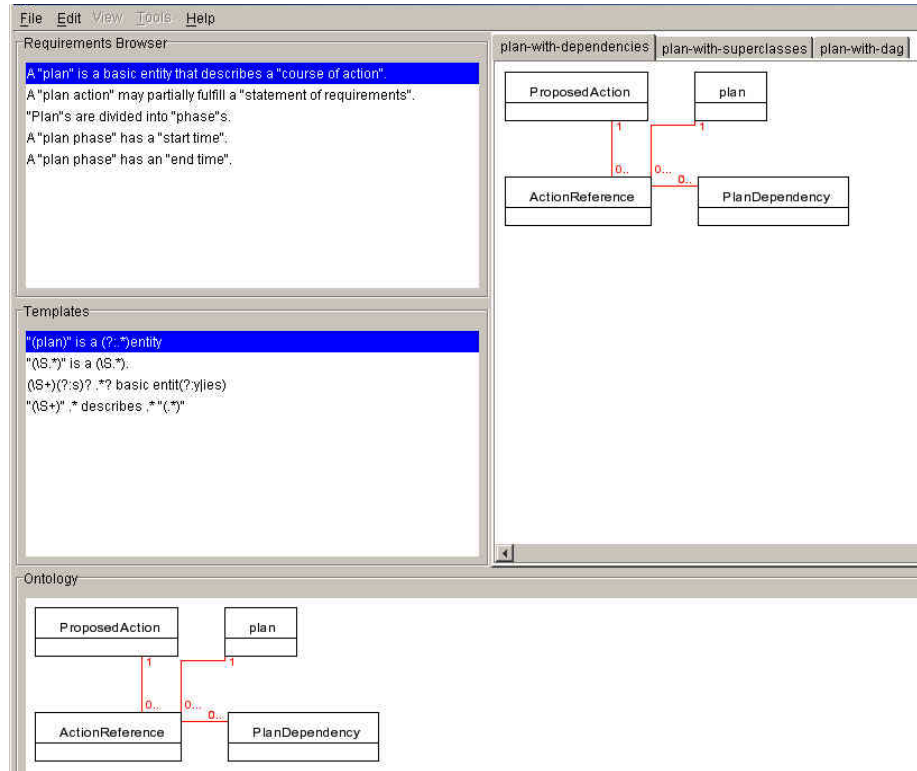 File Edit View Tools Help
Requirements Browser
A "plan" is a basic entity that describes a "course of action".
A "plan action" may partially fulfill a "statement of requirements".
"Plan"s are divided into "phase"s.
A "plan phase" has a "start time".
A "plan phase" has an "end time".
Templates
"(plan)" is a (?:.*)entity
"(\S.*)" is a (\S.*).
(\S+)(?:s)? .*? basic entit(?:y|ies)
"(\S+)" .* describes .* "(.*)"
plan-with-dependencies plan-with-superclasses plan-with-dag
ProposedAction plan
1 1
0.. 0... 0..
ActionReference PlanDependency
Ontology
ProposedAction plan
1 1
0... 0... 0..
ActionReference PlanDependency